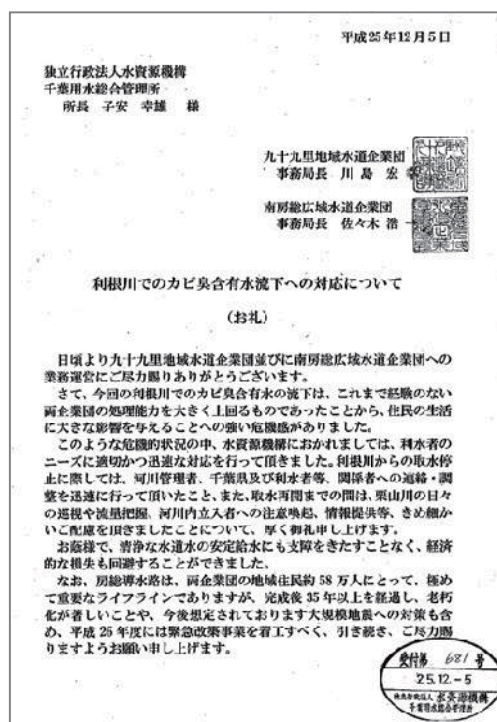 平成25年12月5日
独立行政法人水資源機構
千葉用水総合管理所
所長 子安 幸雄 様
九十九里地域水道企業団
事務局長 川島 宏
南房総広域水道企業団
事務局長 佐々木 浩
利根川でのカビ臭含有水流下への対応について
(お礼)
日頃より九十九里地域水道企業団並びに南房総広域水道企業団への
業務運営にご尽力賜りありがとうございます。
さて、今回の利根川でのカビ臭含有水の流下は、これまで経験のない
両企業団の処理能力を大きく上回るものであったことから、住民の生活
に大きな影響を与えることへの強い危機感がありました。
このような危機的状況の中、水資源機構におかれましては、利水者の
ニーズに適切かつ迅速な対応を行って頂きました。利根川からの取水停
止に際しては、河川管理者、千葉県及び利水者等、関係者への連絡・調
整を迅速に行って頂いたこと、また、取水再開までの間は、栗山川の日々
の巡視や流量把握、河川内立入者への注意喚起、情報提供等、きめ細か
いご配慮を頂きましたことについて、厚く御礼申し上げます。
お蔭様で、清浄な水道水の安定給水にも支障をきたすことなく、経済
的な損失も回避することができました。
なお、房総導水路は、両企業団の地域住民約58万人にとって、極め
て重要なライフラインでありますが、完成後35年以上を経過し、老朽
化が著しいことや、今後想定されております大規模地震への対策も含
め、平成26年度には緊急改築事業を着工すべく、引き続き、ご尽力賜
りますようお願い申し上げます。
受付第 681 号
25.12.-5
独立行政法人 水資源機構
千葉用水総合管理所